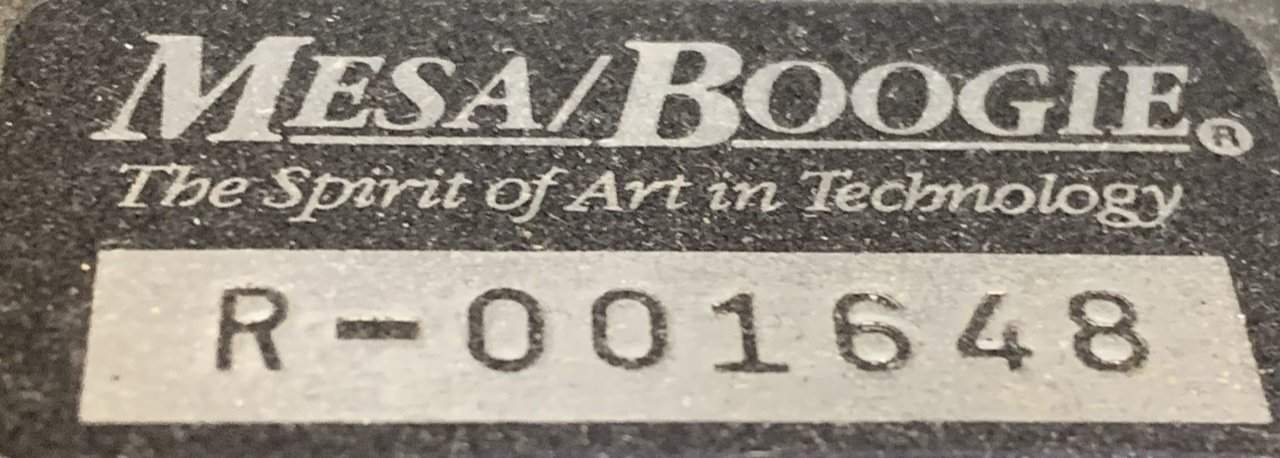 MESA/BOOGIE®
The Spirit of Art in Technology
R-001648